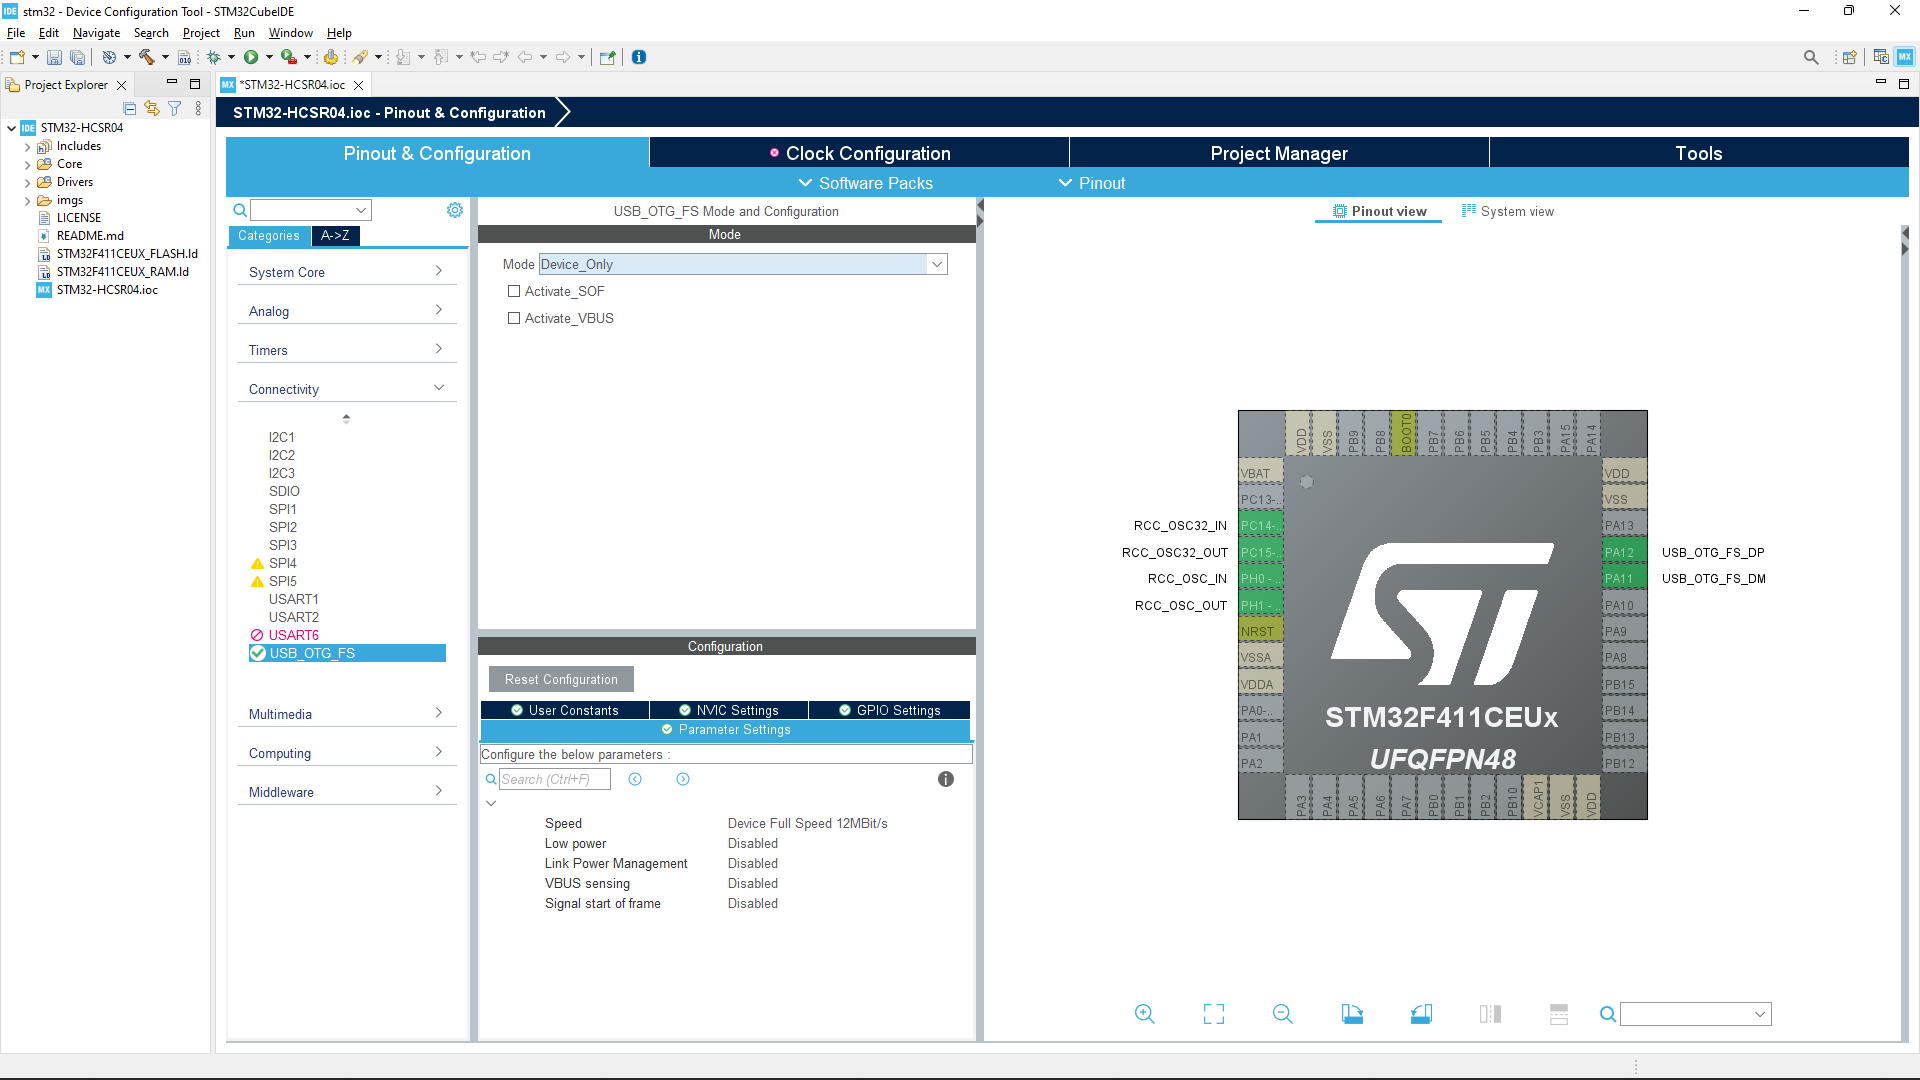 stm32 - Device Configuration Tool - STM32CubeIDE
File Edit Navigate Search Project Run Window Help
Project Explorer
*STM32-HCSR04.ioc
STM32-HCSR04.ioc - Pinout & Configuration
STM32-HCSR04
Includes
Core
Drivers
imgs
LICENSE
README.md
STM32F411CEUX_FLASH.ld
STM32F411CEUX_RAM.ld
STM32-HCSR04.ioc
Pinout & Configuration
Clock Configuration
Project Manager
Tools
Software Packs
Pinout
Categories
A->Z
System Core
Analog
Timers
Connectivity
I2C1
I2C2
I2C3
SDIO
SPI1
SPI2
SPI3
SPI4
SPI5
USART1
USART2
USART6
USB_OTG_FS
Multimedia
Computing
Middleware
USB_OTG_FS Mode and Configuration
Mode
Mode Device_Only
Activate_SOF
Activate_VBUS
Configuration
Reset Configuration
User Constants
NVIC Settings
GPIO Settings
Parameter Settings
Configure the below parameters :
Search (Ctrl+F)
Speed Device Full Speed 12MBit/s
Low power Disabled
Link Power Management Disabled
VBUS sensing Disabled
Signal start of frame Disabled
Pinout view
System view
VDD VSS PB9 PB8 BOOT0 PB7 PB6 PB5 PB4 PB3 PA15 PA14
VBAT
PC13-..
RCC_OSC32_IN PC14-..
RCC_OSC32_OUT PC15-..
RCC_OSC_IN PH0 - ..
RCC_OSC_OUT PH1 - ..
NRST
VSSA
VDDA
PA0-..
PA1
PA2
VDD
VSS
PA13
PA12 USB_OTG_FS_DP
PA11 USB_OTG_FS_DM
PA10
PA9
PA8
PB15
PB14
PB13
PB12
ST
STM32F411CEUx
UFQFPN48
PA3 PA4 PA5 PA6 PA7 PB0 PB1 PB2 PB10 VCAP1 VSS VDD